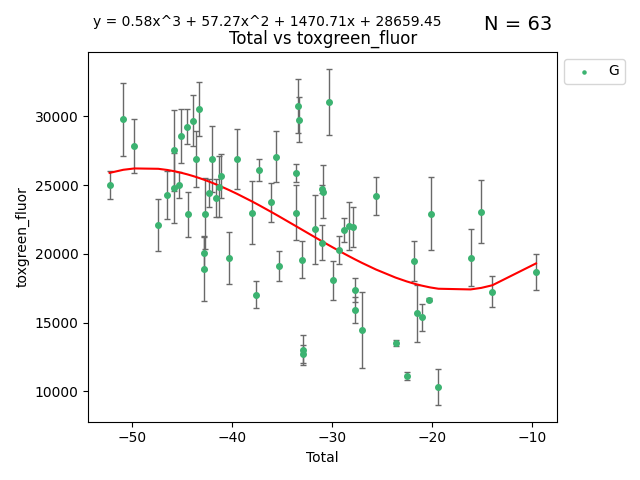 y = 0.58x^3 + 57.27x^2 + 1470.71x + 28659.45
N = 63
Total vs toxgreen_fluor
G
30000
25000
20000
15000
10000
toxgreen_fluor
−50 −40 −30 −20 −10
Total